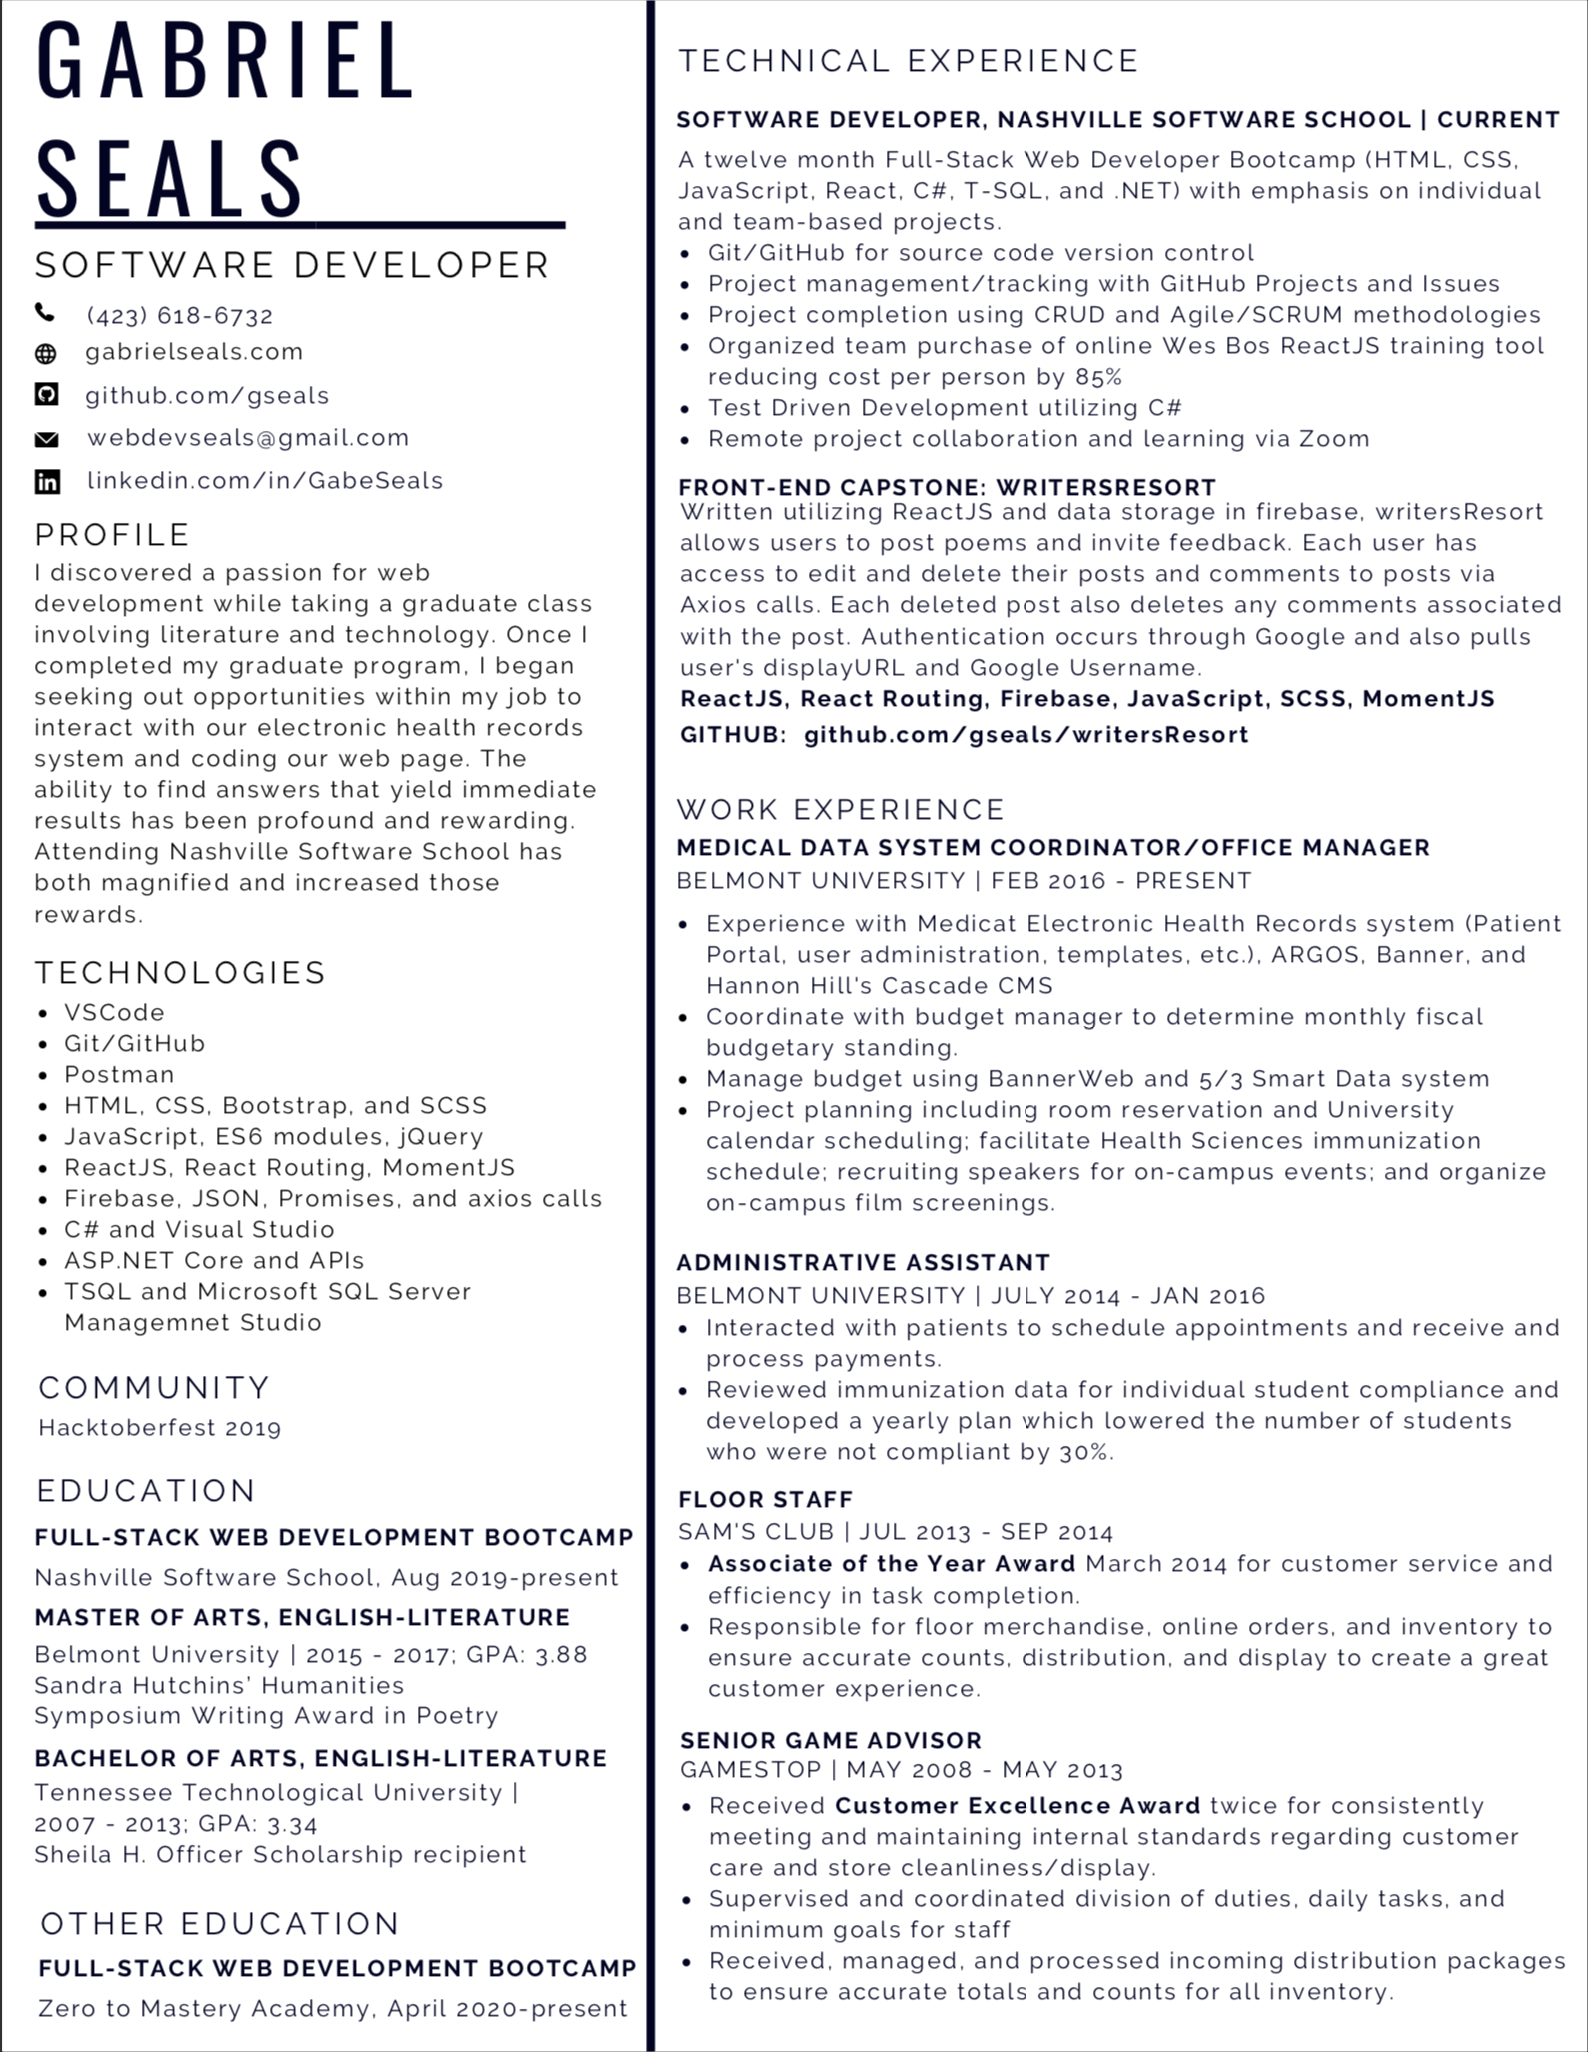 GABRIEL
SEALS
SOFTWARE DEVELOPER
(423) 618-6732
gabrielseals.com
github.com/gseals
webdevseals@gmail.com
linkedin.com/in/GabeSeals
PROFILE
I discovered a passion for web
development while taking a graduate class
involving literature and technology. Once I
completed my graduate program, I began
seeking out opportunities within my job to
interact with our electronic health records
system and coding our web page. The
ability to find answers that yield immediate
results has been profound and rewarding.
Attending Nashville Software School has
both magnified and increased those
rewards.
TECHNOLOGIES
• VSCode
• Git/GitHub
• Postman
• HTML, CSS, Bootstrap, and SCSS
• JavaScript, ES6 modules, jQuery
• ReactJS, React Routing, MomentJS
• Firebase, JSON, Promises, and axios calls
• C# and Visual Studio
• ASP.NET Core and APIs
• TSQL and Microsoft SQL Server
Managemnet Studio
COMMUNITY
Hacktoberfest 2019
EDUCATION
FULL-STACK WEB DEVELOPMENT BOOTCAMP
Nashville Software School, Aug 2019-present
MASTER OF ARTS, ENGLISH-LITERATURE
Belmont University | 2015 - 2017; GPA: 3.88
Sandra Hutchins’ Humanities
Symposium Writing Award in Poetry
BACHELOR OF ARTS, ENGLISH-LITERATURE
Tennessee Technological University |
2007 - 2013; GPA: 3.34
Sheila H. Officer Scholarship recipient
OTHER EDUCATION
FULL-STACK WEB DEVELOPMENT BOOTCAMP
Zero to Mastery Academy, April 2020-present
TECHNICAL EXPERIENCE
SOFTWARE DEVELOPER, NASHVILLE SOFTWARE SCHOOL | CURRENT
A twelve month Full-Stack Web Developer Bootcamp (HTML, CSS,
JavaScript, React, C#, T-SQL, and .NET) with emphasis on individual
and team-based projects.
• Git/GitHub for source code version control
• Project management/tracking with GitHub Projects and Issues
• Project completion using CRUD and Agile/SCRUM methodologies
• Organized team purchase of online Wes Bos ReactJS training tool
reducing cost per person by 85%
• Test Driven Development utilizing C#
• Remote project collaboration and learning via Zoom
FRONT-END CAPSTONE: WRITERSRESORT
Written utilizing ReactJS and data storage in firebase, writersResort
allows users to post poems and invite feedback. Each user has
access to edit and delete their posts and comments to posts via
Axios calls. Each deleted post also deletes any comments associated
with the post. Authentication occurs through Google and also pulls
user's displayURL and Google Username.
ReactJS, React Routing, Firebase, JavaScript, SCSS, MomentJS
GITHUB: github.com/gseals/writersResort
WORK EXPERIENCE
MEDICAL DATA SYSTEM COORDINATOR/OFFICE MANAGER
BELMONT UNIVERSITY | FEB 2016 - PRESENT
• Experience with Medicat Electronic Health Records system (Patient
Portal, user administration, templates, etc.), ARGOS, Banner, and
Hannon Hill's Cascade CMS
• Coordinate with budget manager to determine monthly fiscal
budgetary standing.
• Manage budget using BannerWeb and 5/3 Smart Data system
• Project planning including room reservation and University
calendar scheduling; facilitate Health Sciences immunization
schedule; recruiting speakers for on-campus events; and organize
on-campus film screenings.
ADMINISTRATIVE ASSISTANT
BELMONT UNIVERSITY | JULY 2014 - JAN 2016
• Interacted with patients to schedule appointments and receive and
process payments.
• Reviewed immunization data for individual student compliance and
developed a yearly plan which lowered the number of students
who were not compliant by 30%.
FLOOR STAFF
SAM'S CLUB | JUL 2013 - SEP 2014
• Associate of the Year Award March 2014 for customer service and
efficiency in task completion.
• Responsible for floor merchandise, online orders, and inventory to
ensure accurate counts, distribution, and display to create a great
customer experience.
SENIOR GAME ADVISOR
GAMESTOP | MAY 2008 - MAY 2013
• Received Customer Excellence Award twice for consistently
meeting and maintaining internal standards regarding customer
care and store cleanliness/display.
• Supervised and coordinated division of duties, daily tasks, and
minimum goals for staff
• Received, managed, and processed incoming distribution packages
to ensure accurate totals and counts for all inventory.